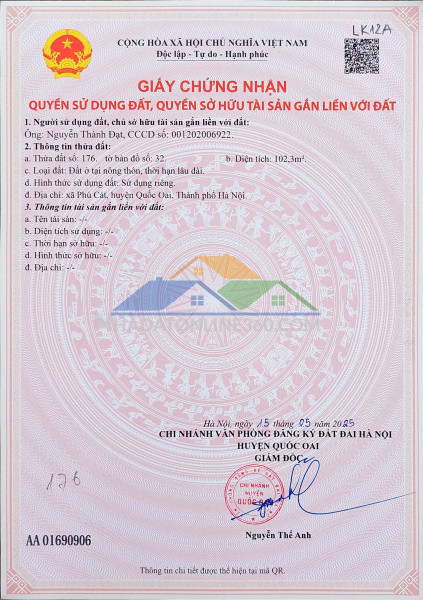 LK12A
CỘNG HÒA XÃ HỘI CHỦ NGHĨA VIỆT NAM
Độc lập - Tự do - Hạnh phúc
GIẤY CHỨNG NHẬN
QUYỀN SỬ DỤNG ĐẤT, QUYỀN SỞ HỮU TÀI SẢN GẮN LIỀN VỚI ĐẤT
1. Người sử dụng đất, chủ sở hữu tài sản gắn liền với đất:
Ông: Nguyễn Thành Đạt, CCCD số: 001202006922.
2. Thông tin thửa đất:
a. Thửa đất số: 176. tờ bàn đồ số: 32. b. Diện tích: 102,3m².
c. Loại đất: Đất ở tại nông thôn, thời hạn lâu dài.
d. Hình thức sử dụng đất: Sử dụng riêng.
đ. Địa chỉ: xã Phú Cát, huyện Quốc Oai, Thành phố Hà Nội.
3. Thông tin tài sản gắn liền với đất:
a. Tên tài sản: -/-
b. Diện tích sử dụng: -/-
c. Thời hạn sở hữu: -/-
d. Hình thức sở hữu: -/-
đ. Địa chỉ: -/-
NHADATONLINE360.COM
Hà Nội, ngày 15 tháng 05 năm 2025
CHI NHÁNH VĂN PHÒNG ĐĂNG KÝ ĐẤT ĐAI HÀ NỘI
HUYỆN QUỐC OAI
GIÁM ĐỐC
CHI NHÁNH
HUYỆN
QUỐC OAI
176
Nguyễn Thế Anh
AA 01690906
Thông tin chi tiết được thể hiện tại mã QR.